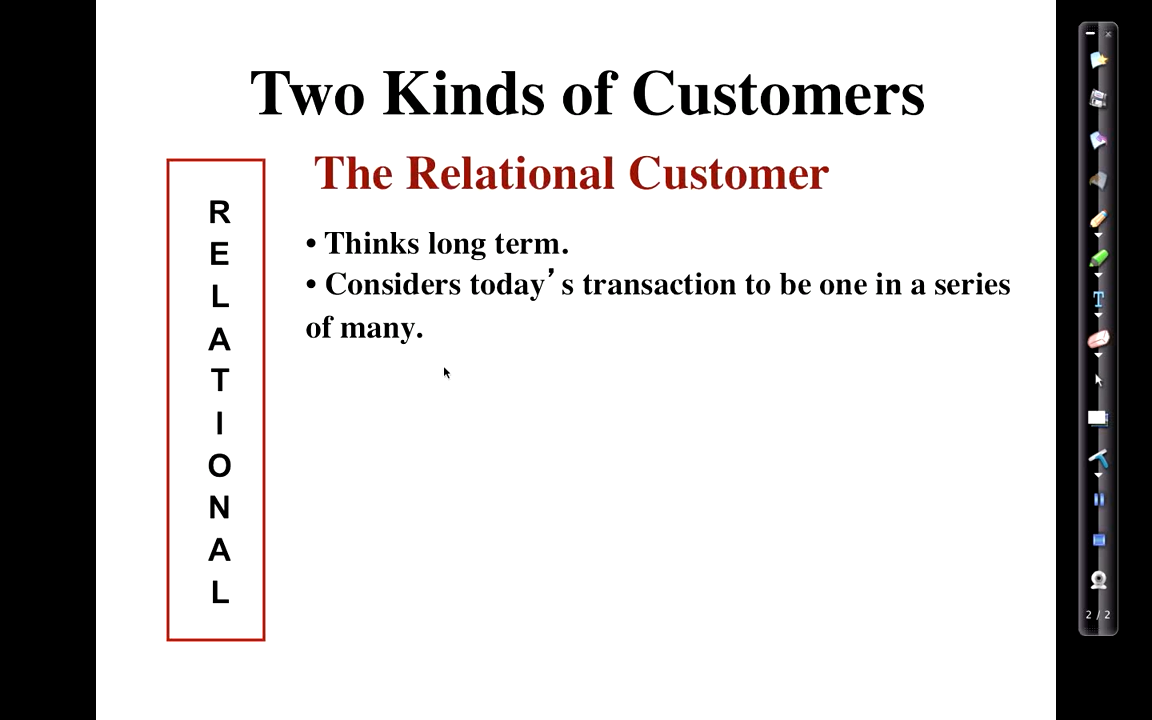 Two Kinds of Customers
The Relational Customer
R
E
L
A
T
I
O
N
A
L
• Thinks long term.
• Considers today’s transaction to be one in a series
of many.
T
2 / 2